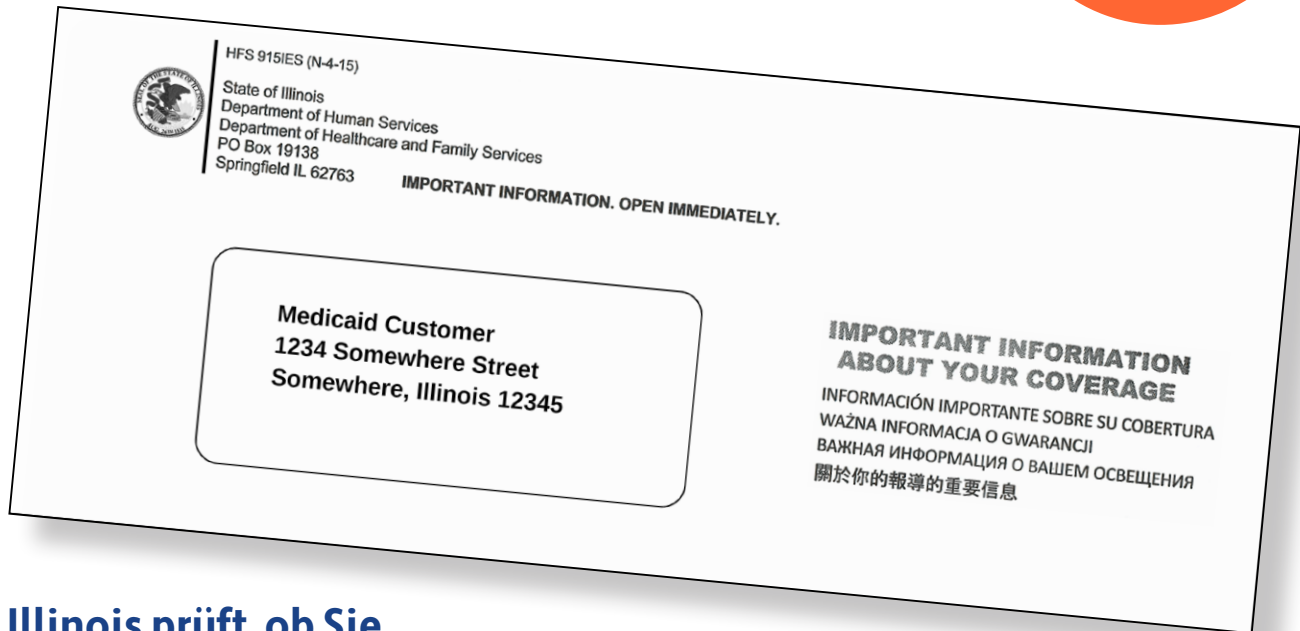 HFS 915IES (N-4-15)
State of Illinois
Department of Human Services
Department of Healthcare and Family Services
PO Box 19138
Springfield IL 62763
IMPORTANT INFORMATION. OPEN IMMEDIATELY.
Medicaid Customer
1234 Somewhere Street
Somewhere, Illinois 12345
IMPORTANT INFORMATION
ABOUT YOUR COVERAGE
INFORMACIÓN IMPORTANTE SOBRE SU COBERTURA
WAŻNA INFORMACJA O GWARANCJI
ВАЖНАЯ ИНФОРМАЦИЯ О ВАШЕМ ОСВЕЩЕНИЯ
關於你的報導的重要信息
Illinois prüft, ob Sie